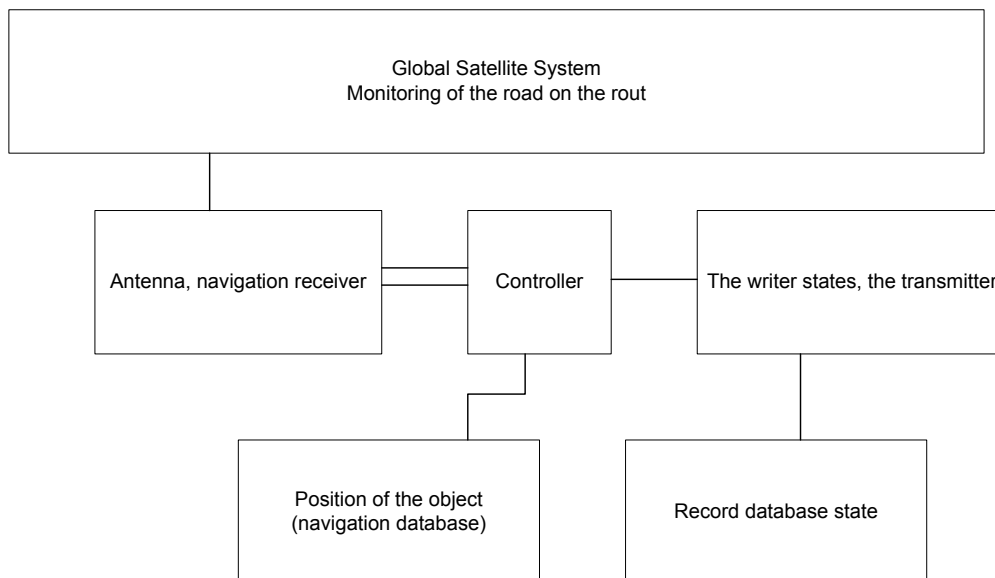 Global Satellite System
Monitoring of the road on the rout
Antenna, navigation receiver
Controller
The writer states, the transmitter
Position of the object
(navigation database)
Record database state